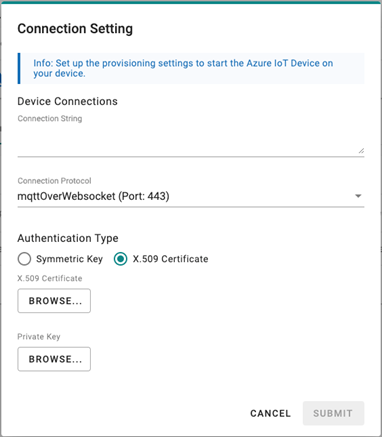 Connection Setting
Info: Set up the provisioning settings to start the Azure IoT Device on
your device.
Device Connections
Connection String
Connection Protocol
mqttOverWebsocket (Port: 443)
Authentication Type
Symmetric Key X.509 Certificate
X.509 Certificate
BROWSE...
Private Key
BROWSE...
CANCEL SUBMIT